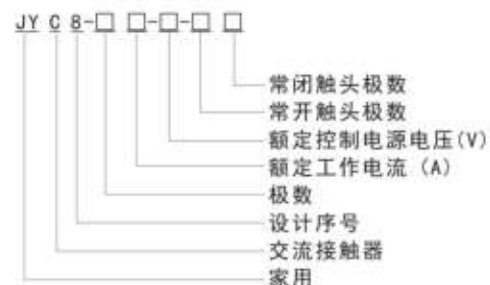 JY C 8-□ □-□-□ □
常闭触头极数
常开触头极数
额定控制电源电压(V)
额定工作电流 (A)
极数
设计序号
交流接触器
家用